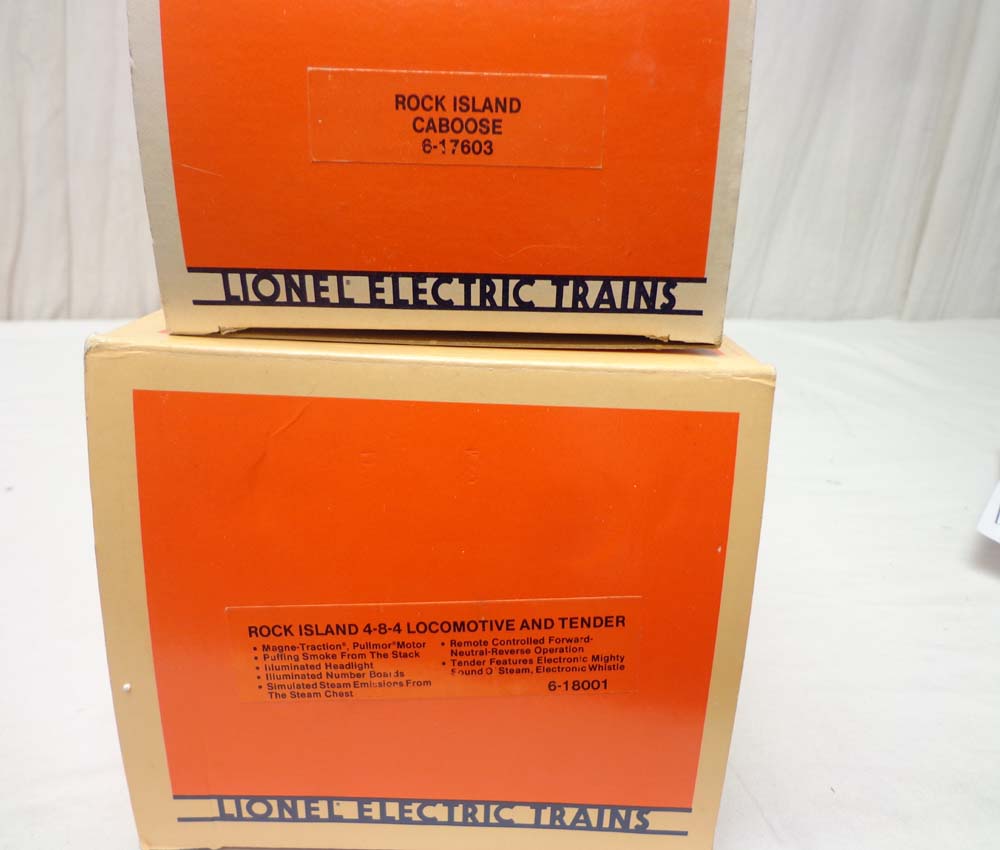 ROCK ISLAND
CABOOSE
6-17603
LIONEL® ELECTRIC TRAINS
ROCK ISLAND 4-8-4 LOCOMOTIVE AND TENDER
• Magne-Traction®, Pullmor®Motor
• Puffing Smoke From The Stack
• Illuminated Headlight
• Illuminated Number Boards
• Simulated Steam Emissions From
The Steam Chest
• Remote Controlled Forward-
Neutral-Reverse Operation
• Tender Features Electronic Mighty
Sound Of Steam, Electronic Whistle
6-18001
LIONEL® ELECTRIC TRAINS